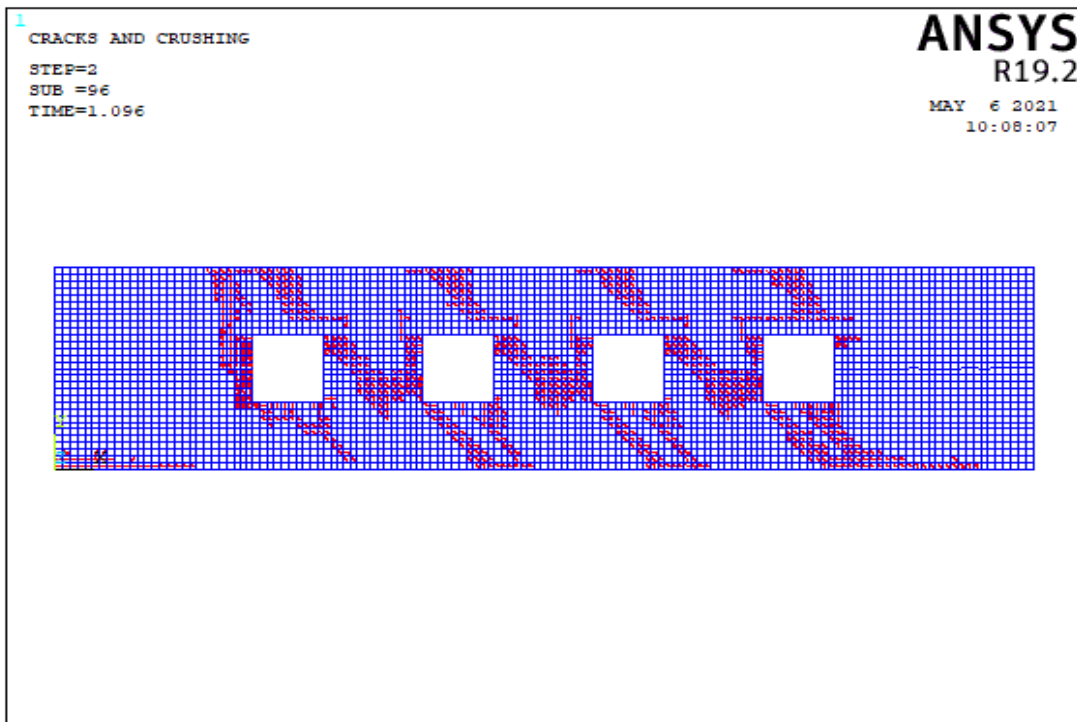 1
CRACKS AND CRUSHING
STEP=2
SUB =96
TIME=1.096
ANSYS
R19.2
MAY  6 2021
10:08:07
Y